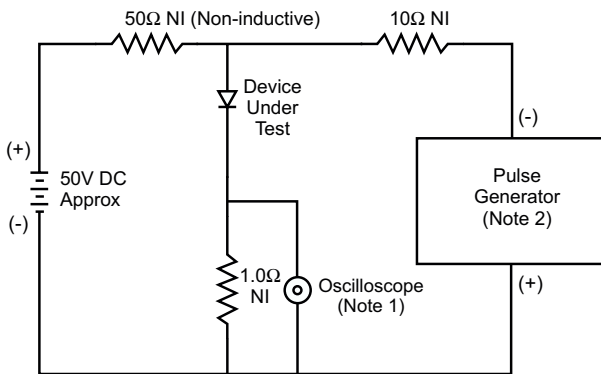 50Ω NI (Non-inductive)
10Ω NI
Device
Under
Test
(+)
50V DC
Approx
(-)
(-)
Pulse
Generator
(Note 2)
(+)
1.0Ω
NI
Oscilloscope
(Note 1)